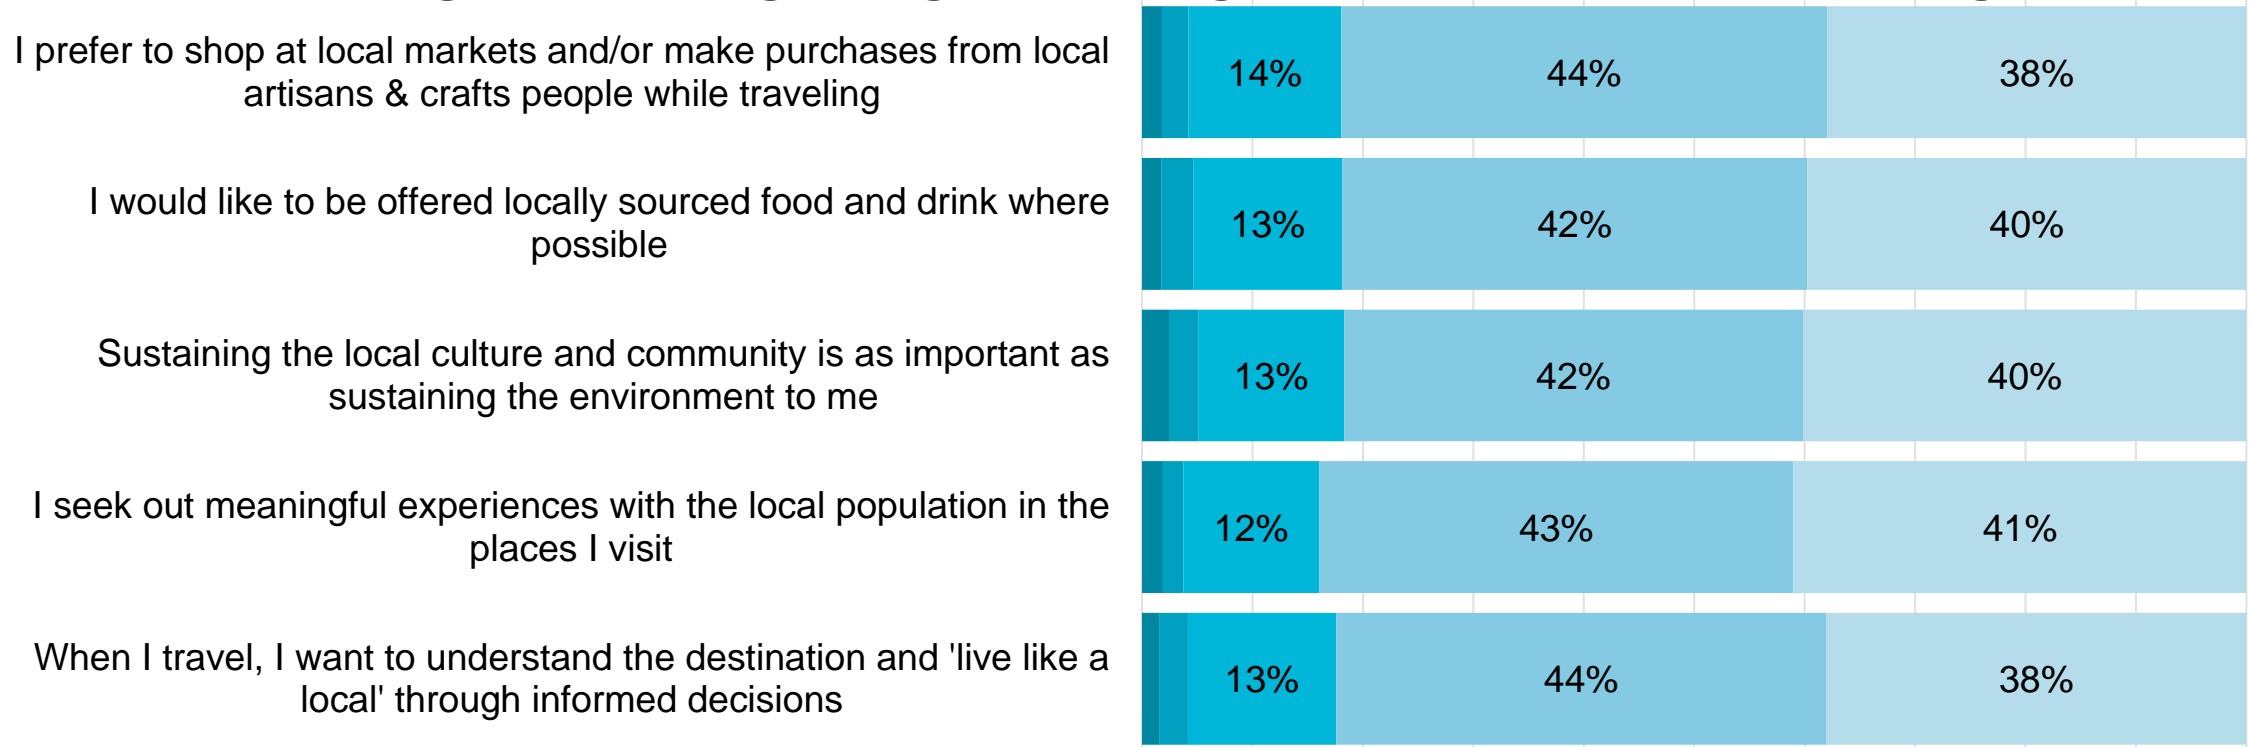 I prefer to shop at local markets and/or make purchases from local
artisans & crafts people while traveling
14% 44% 38%
I would like to be offered locally sourced food and drink where
possible
13% 42% 40%
Sustaining the local culture and community is as important as
sustaining the environment to me
13% 42% 40%
I seek out meaningful experiences with the local population in the
places I visit
12% 43% 41%
When I travel, I want to understand the destination and 'live like a
local' through informed decisions
13% 44% 38%